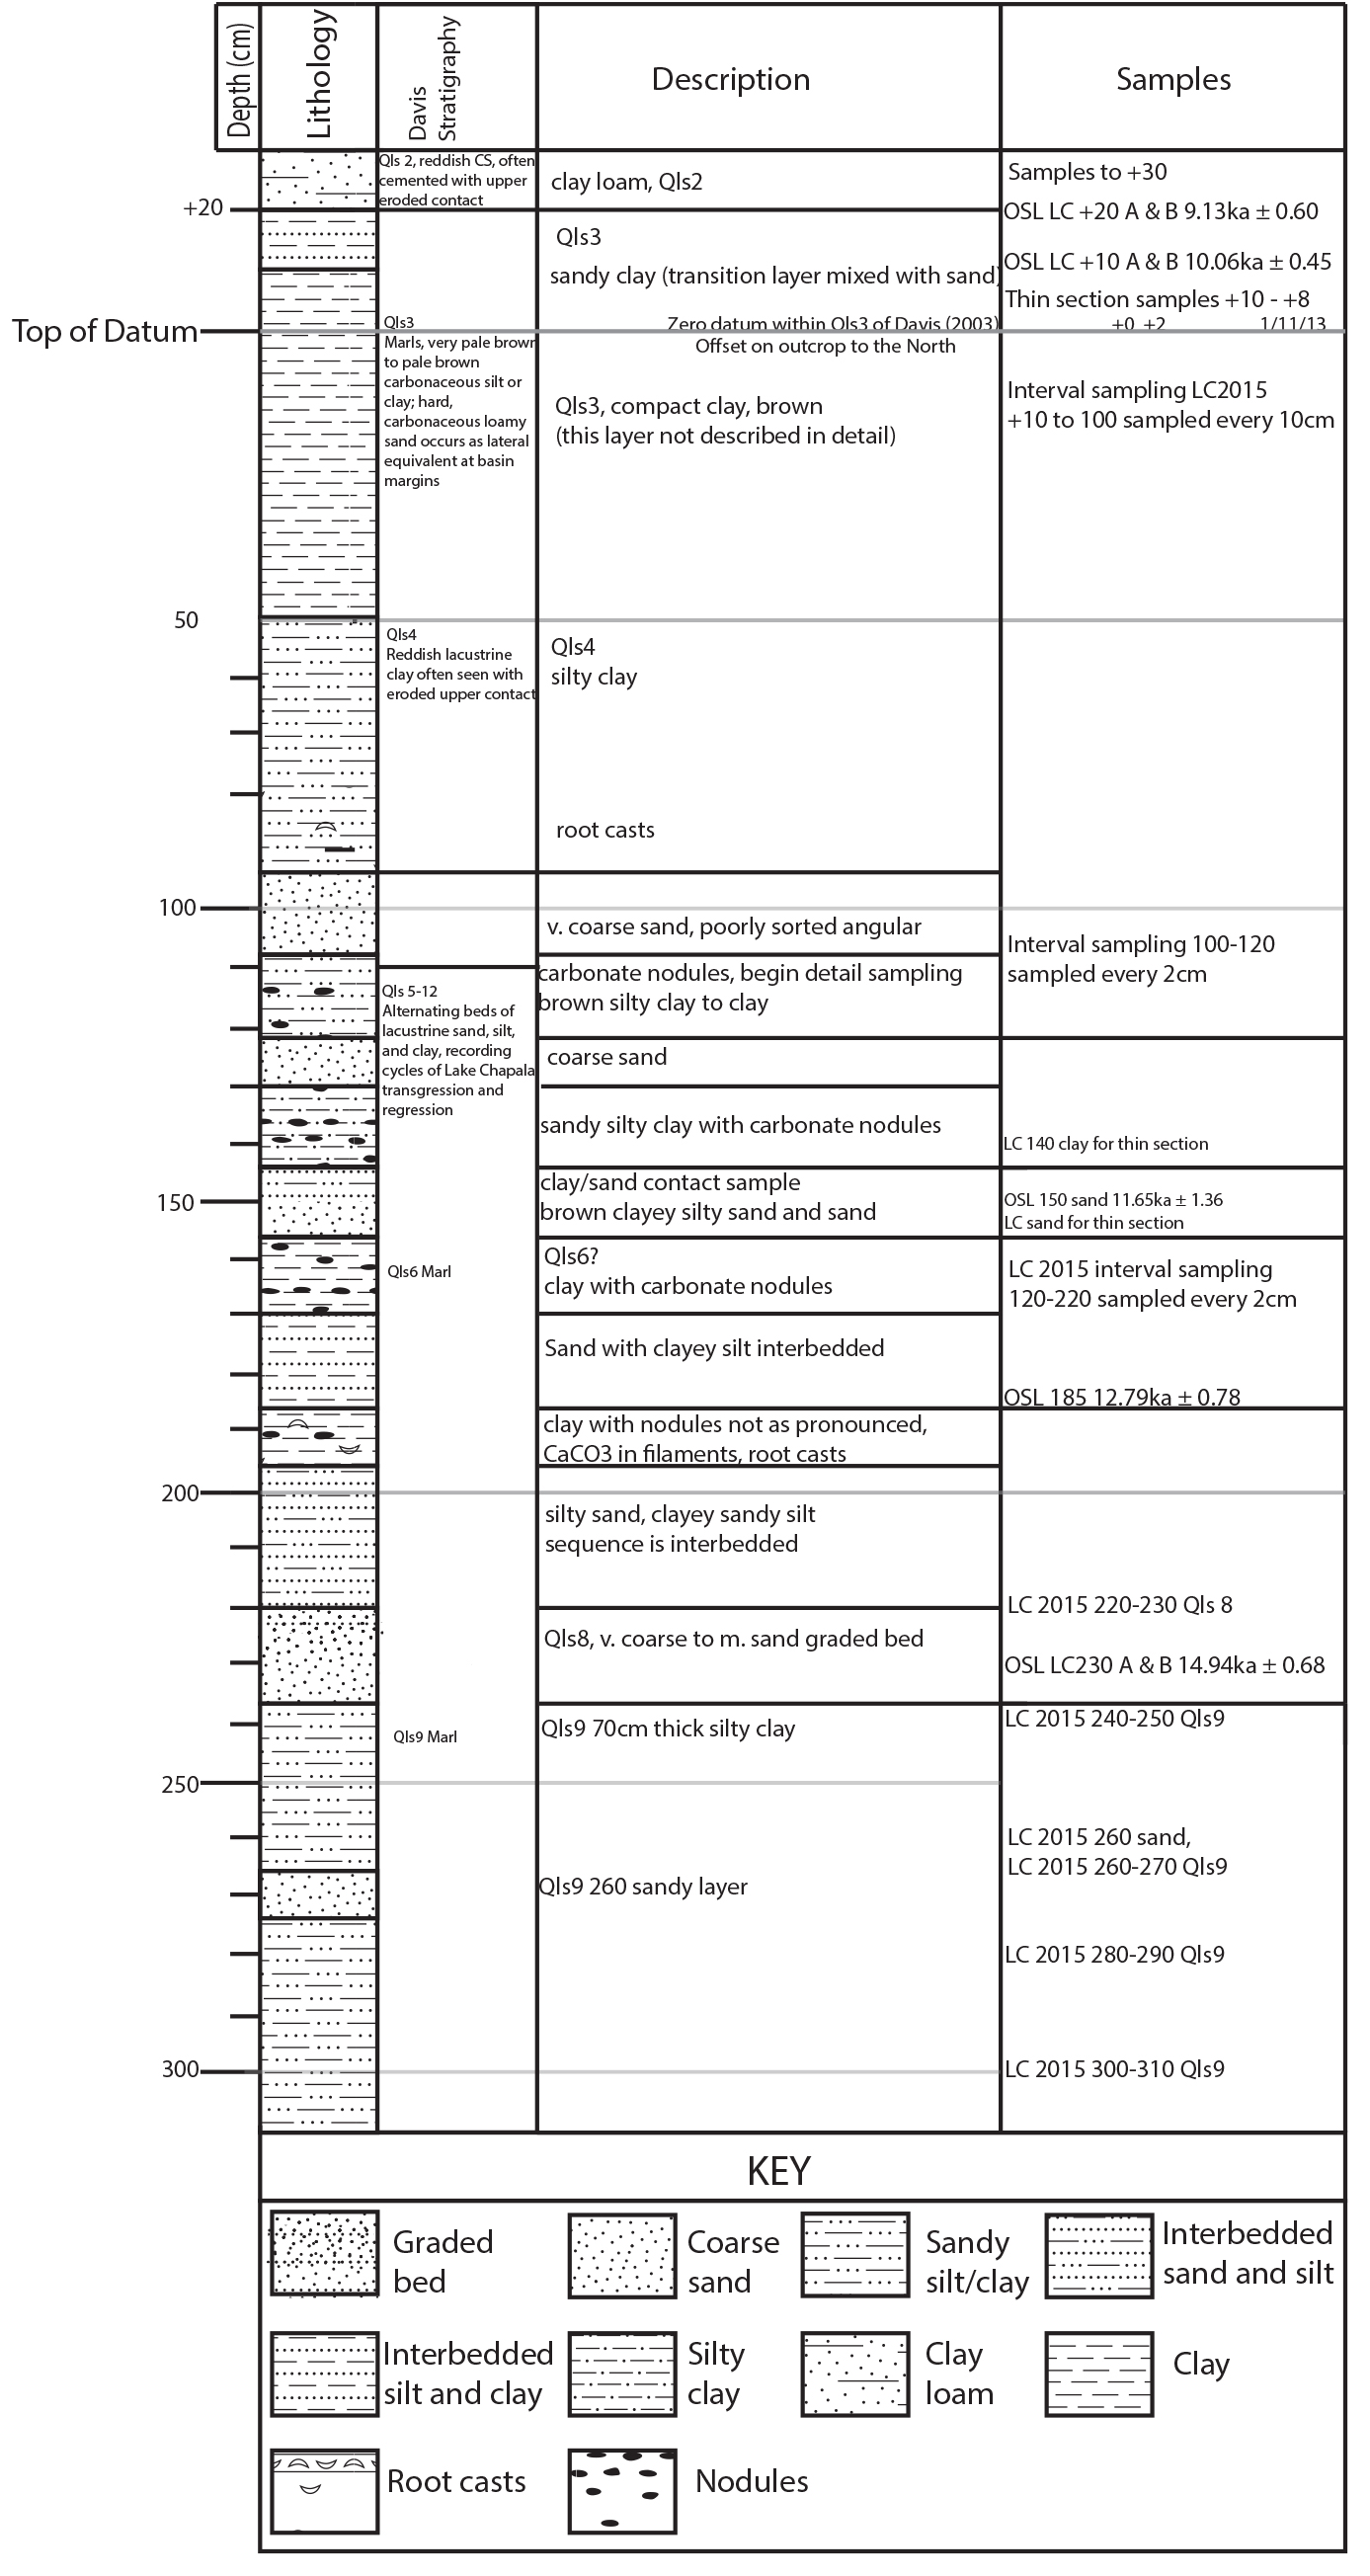 Depth (cm)
Lithology
Davis
Stratigraphy
Description
Samples
Qls 2, reddish CS, often
cemented with upper
eroded contact
clay loam, Qls2
Samples to +30
+20
OSL LC +20 A & B 9.13ka ± 0.60
Qls3
sandy clay (transition layer mixed with sand)
OSL LC +10 A & B 10.06ka ± 0.45
Thin section samples +10 - +8
+0 +2 1/11/13
Top of Datum
Zero datum within Qls3 of Davis (2003)
Offset on outcrop to the North
Qls3
Marls, very pale brown
to pale brown
carbonaceous silt or
clay; hard,
carbonaceous loamy
sand occurs as lateral
equivalent at basin
margins
Qls3, compact clay, brown
(this layer not described in detail)
Interval sampling LC2015
+10 to 100 sampled every 10cm
50
Qls4
Reddish lacustrine
clay often seen with
eroded upper contact
Qls4
silty clay
root casts
100
v. coarse sand, poorly sorted angular
Interval sampling 100-120
sampled every 2cm
carbonate nodules, begin detail sampling
brown silty clay to clay
Qls 5-12
Alternating beds of
lacustrine sand, silt,
and clay, recording
cycles of Lake Chapala
transgression and
regression
coarse sand
sandy silty clay with carbonate nodules
LC 140 clay for thin section
150
clay/sand contact sample
brown clayey silty sand and sand
OSL 150 sand 11.65ka ± 1.36
LC sand for thin section
Qls6 Marl
Qls6?
clay with carbonate nodules
LC 2015 interval sampling
120-220 sampled every 2cm
Sand with clayey silt interbedded
OSL 185 12.79ka ± 0.78
clay with nodules not as pronounced,
CaCO3 in filaments, root casts
200
silty sand, clayey sandy silt
sequence is interbedded
LC 2015 220-230 Qls 8
Qls8, v. coarse to m. sand graded bed
OSL LC230 A & B 14.94ka ± 0.68
Qls9 Marl
Qls9 70cm thick silty clay
LC 2015 240-250 Qls9
250
LC 2015 260 sand,
LC 2015 260-270 Qls9
Qls9 260 sandy layer
LC 2015 280-290 Qls9
300
LC 2015 300-310 Qls9
KEY
Graded
bed
Coarse
sand
Sandy
silt/clay
Interbedded
sand and silt
Interbedded
silt and clay
Silty
clay
Clay
loam
Clay
Root casts
Nodules